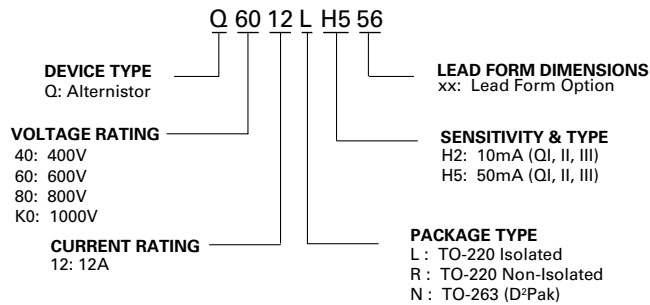 Q 60 12 L H5 56
DEVICE TYPE
Q: Alternistor
VOLTAGE RATING
40: 400V
60: 600V
80: 800V
K0: 1000V
CURRENT RATING
12: 12A
LEAD FORM DIMENSIONS
xx: Lead Form Option
SENSITIVITY & TYPE
H2: 10mA (QI, II, III)
H5: 50mA (QI, II, III)
PACKAGE TYPE
L : TO-220 Isolated
R : TO-220 Non-Isolated
N : TO-263 (D²Pak)